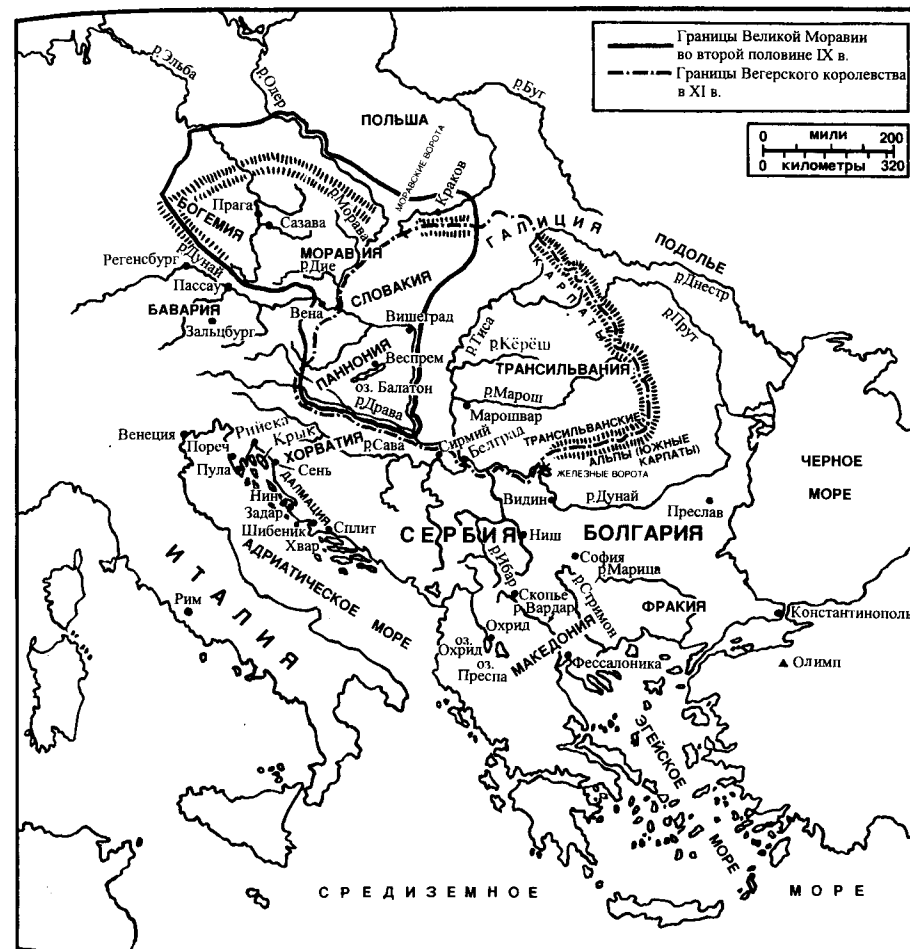 Границы Великой Моравии
во второй половине IX в.
Границы Вегерского королевства
в XI в.
0 МИЛИ 200
0 КИЛОМЕТРЫ 320
р.Эльба
р.Одер
р.Буг
ПОЛЬША
МОРАВСКИЕ ВОРОТА
Краков
ГАЛИЦИЯ
ПОДОЛЬЕ
р.Днестр
р.Прут
КАРПАТЫ
БОГЕМИЯ
Прага
Сазава
р.Морава
МОРАВИЯ
р.Дие
Регенсбург
р.Дунай
Пассау
БАВАРИЯ
Зальцбург
Вена
СЛОВАКИЯ
Вишеград
р.Тиса
р.Кёрёш
ПАННОНИЯ
Веспрем
оз. Балатон
ТРАНСИЛЬВАНИЯ
р.Марош
Марошвар
р.Драва
ТРАНСИЛЬВАНСКИЕ
АЛЬПЫ (ЮЖНЫЕ
КАРПАТЫ)
Венеция
Рийска
Пореч
Крык
ХОРВАТИЯ
р.Сава
Сирмий
Белград
ЖЕЛЕЗНЫЕ ВОРОТА
ЧЕРНОЕ
МОРЕ
Пула
Сень
ДАЛМАЦИЯ
Нин
Задар
Шибеник
Сплит
Хвар
Видин
р.Дунай
Преслав
СЕРБИЯ
Ниш
БОЛГАРИЯ
р.Ибар
София
р.Марица
ИТАЛИЯ
АДРИАТИЧЕСКОЕ МОРЕ
Рим
Скопье
р.Вардар
р.Стримон
ФРАКИЯ
Константинополь
Охрид
оз.
Охрид
оз.
Преспа
МАКЕДОНИЯ
Фессалоника
Олимп
ЭГЕЙСКОЕ
МОРЕ
СРЕДИЗЕМНОЕ МОРЕ